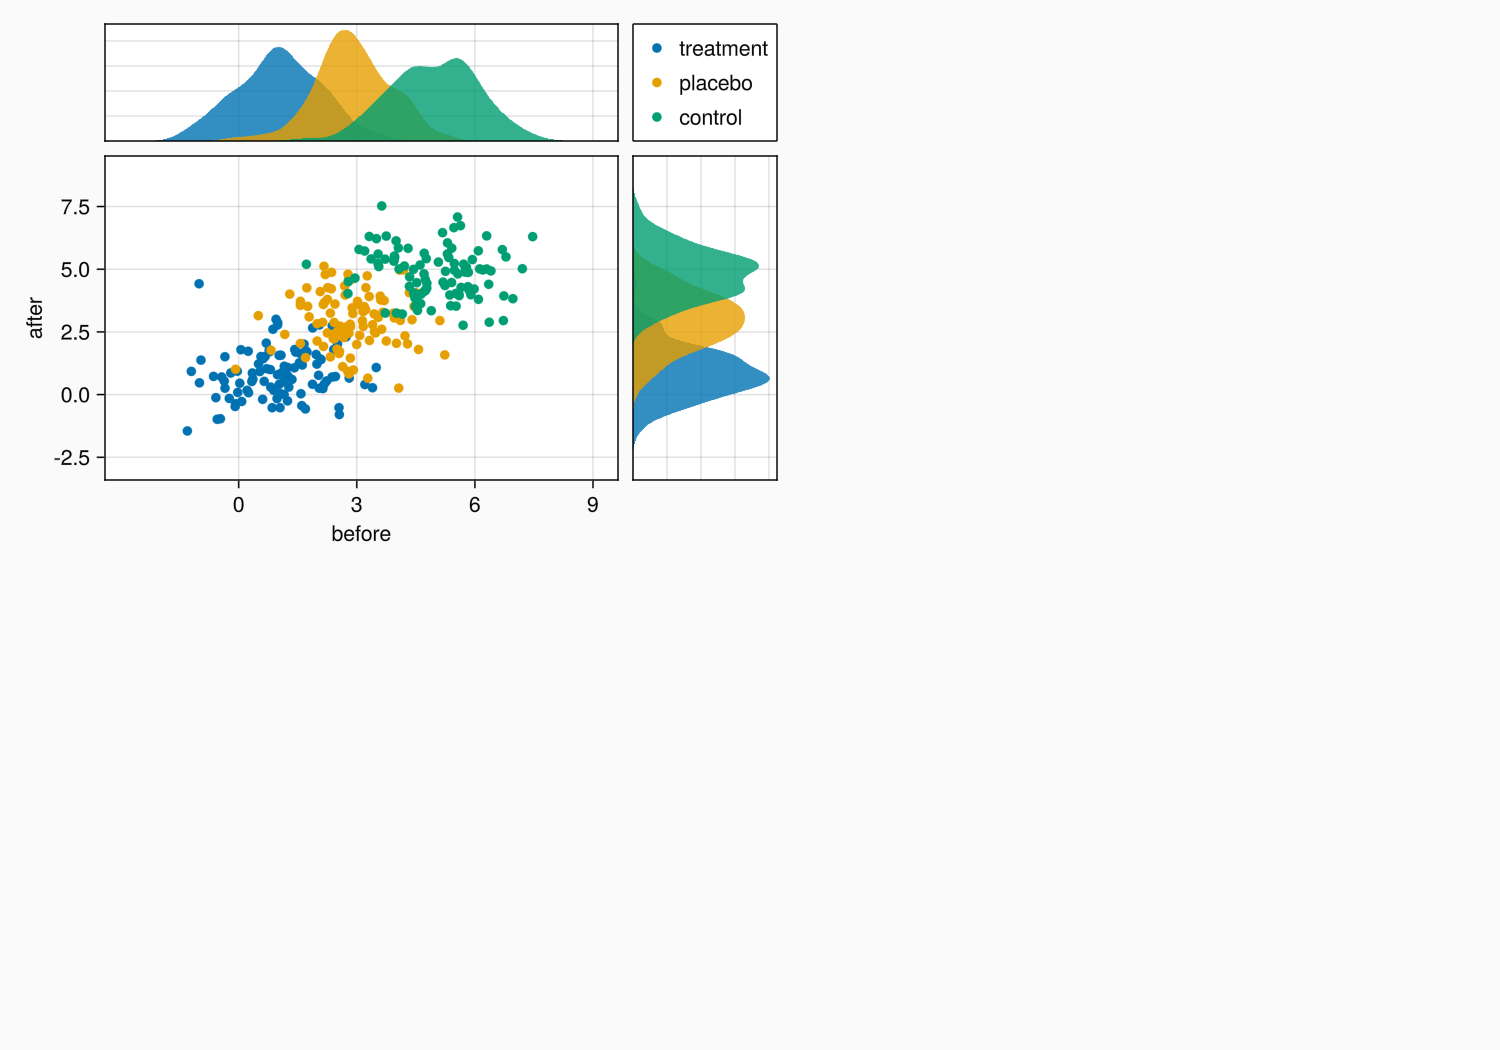 treatment
placebo
control
after
7.5
5.0
2.5
0.0
-2.5
0 3 6 9
before